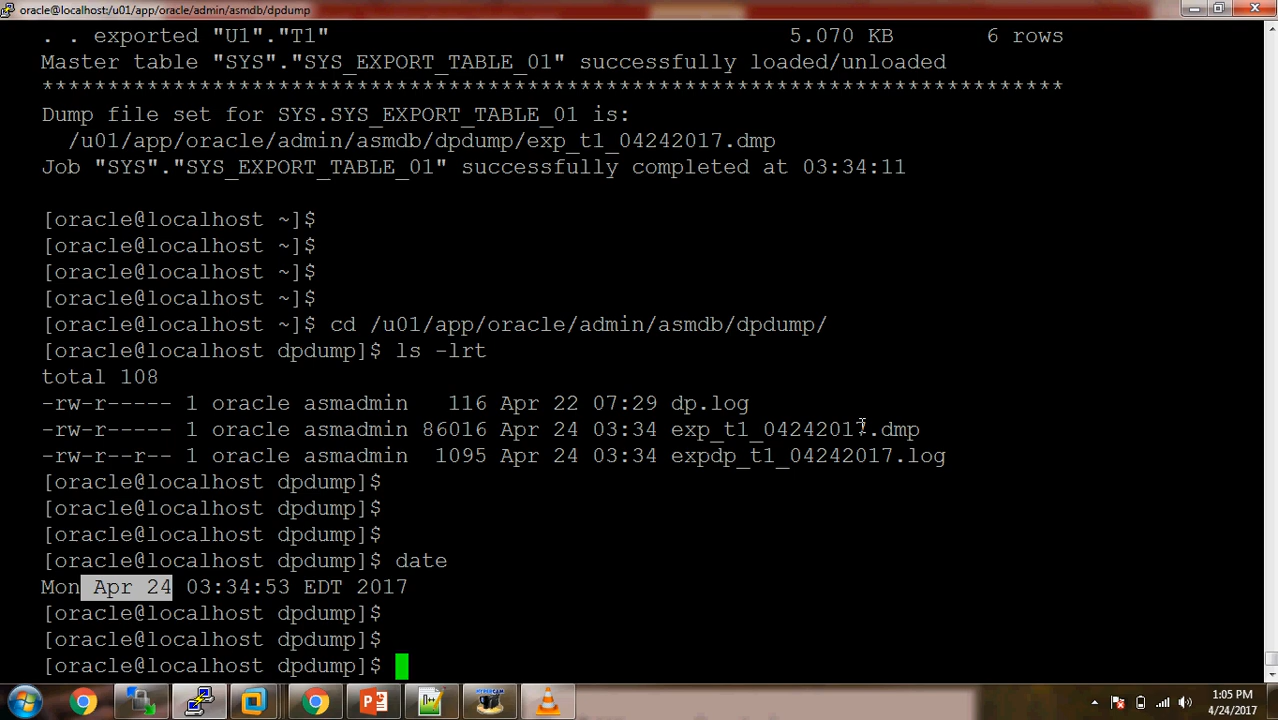 oracle@localhost:/u01/app/oracle/admin/asmdb/dpdump
. . exported "U1"."T1"                                   5.070 KB       6 rows
Master table "SYS"."SYS_EXPORT_TABLE_01" successfully loaded/unloaded
******************************************************************************
Dump file set for SYS.SYS_EXPORT_TABLE_01 is:
  /u01/app/oracle/admin/asmdb/dpdump/exp_t1_04242017.dmp
Job "SYS"."SYS_EXPORT_TABLE_01" successfully completed at 03:34:11
[oracle@localhost ~]$
[oracle@localhost ~]$
[oracle@localhost ~]$
[oracle@localhost ~]$
[oracle@localhost ~]$ cd /u01/app/oracle/admin/asmdb/dpdump/
[oracle@localhost dpdump]$ ls -lrt
total 108
-rw-r----- 1 oracle asmadmin   116 Apr 22 07:29 dp.log
-rw-r----- 1 oracle asmadmin 86016 Apr 24 03:34 exp_t1_04242017.dmp
-rw-r--r-- 1 oracle asmadmin  1095 Apr 24 03:34 expdp_t1_04242017.log
[oracle@localhost dpdump]$
[oracle@localhost dpdump]$
[oracle@localhost dpdump]$
[oracle@localhost dpdump]$ date
Mon Apr 24 03:34:53 EDT 2017
[oracle@localhost dpdump]$
[oracle@localhost dpdump]$
[oracle@localhost dpdump]$
1:05 PM
4/24/2017